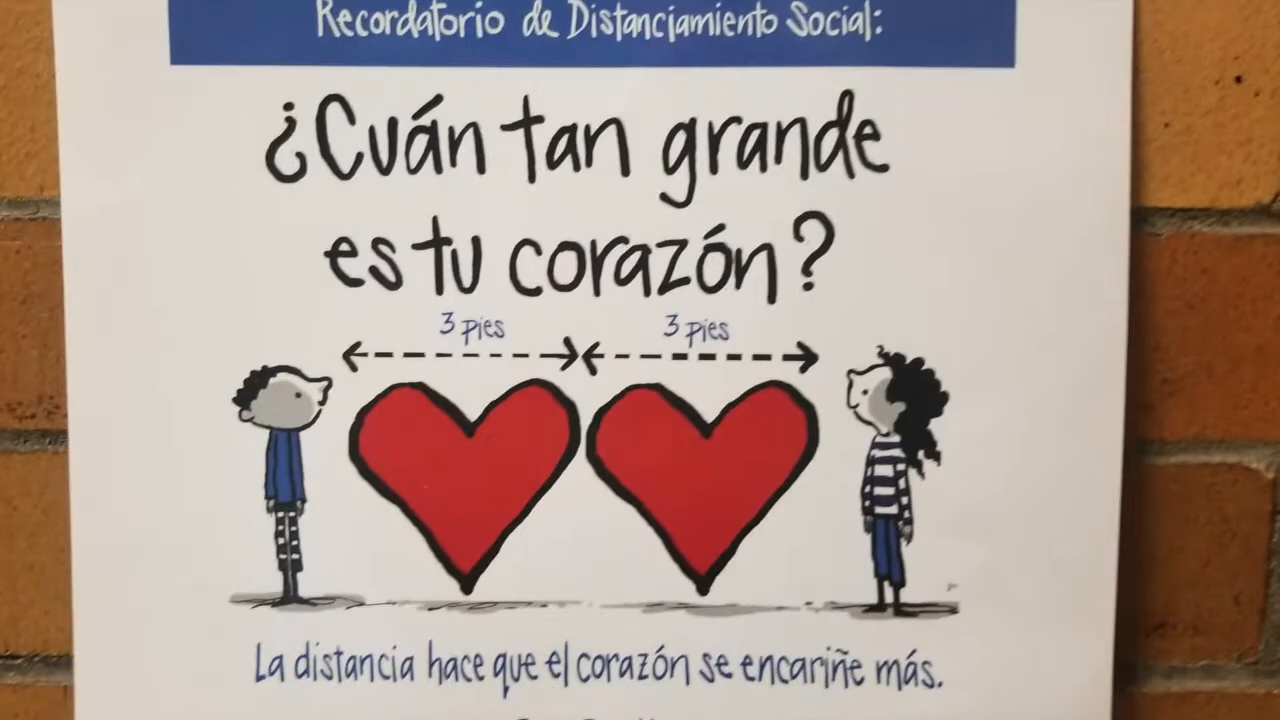 Recordatorio de Distanciamiento Social:
¿Cuán tan grande
es tu corazón?
3 pies 3 pies
La distancia hace que el corazón se encariñe más.